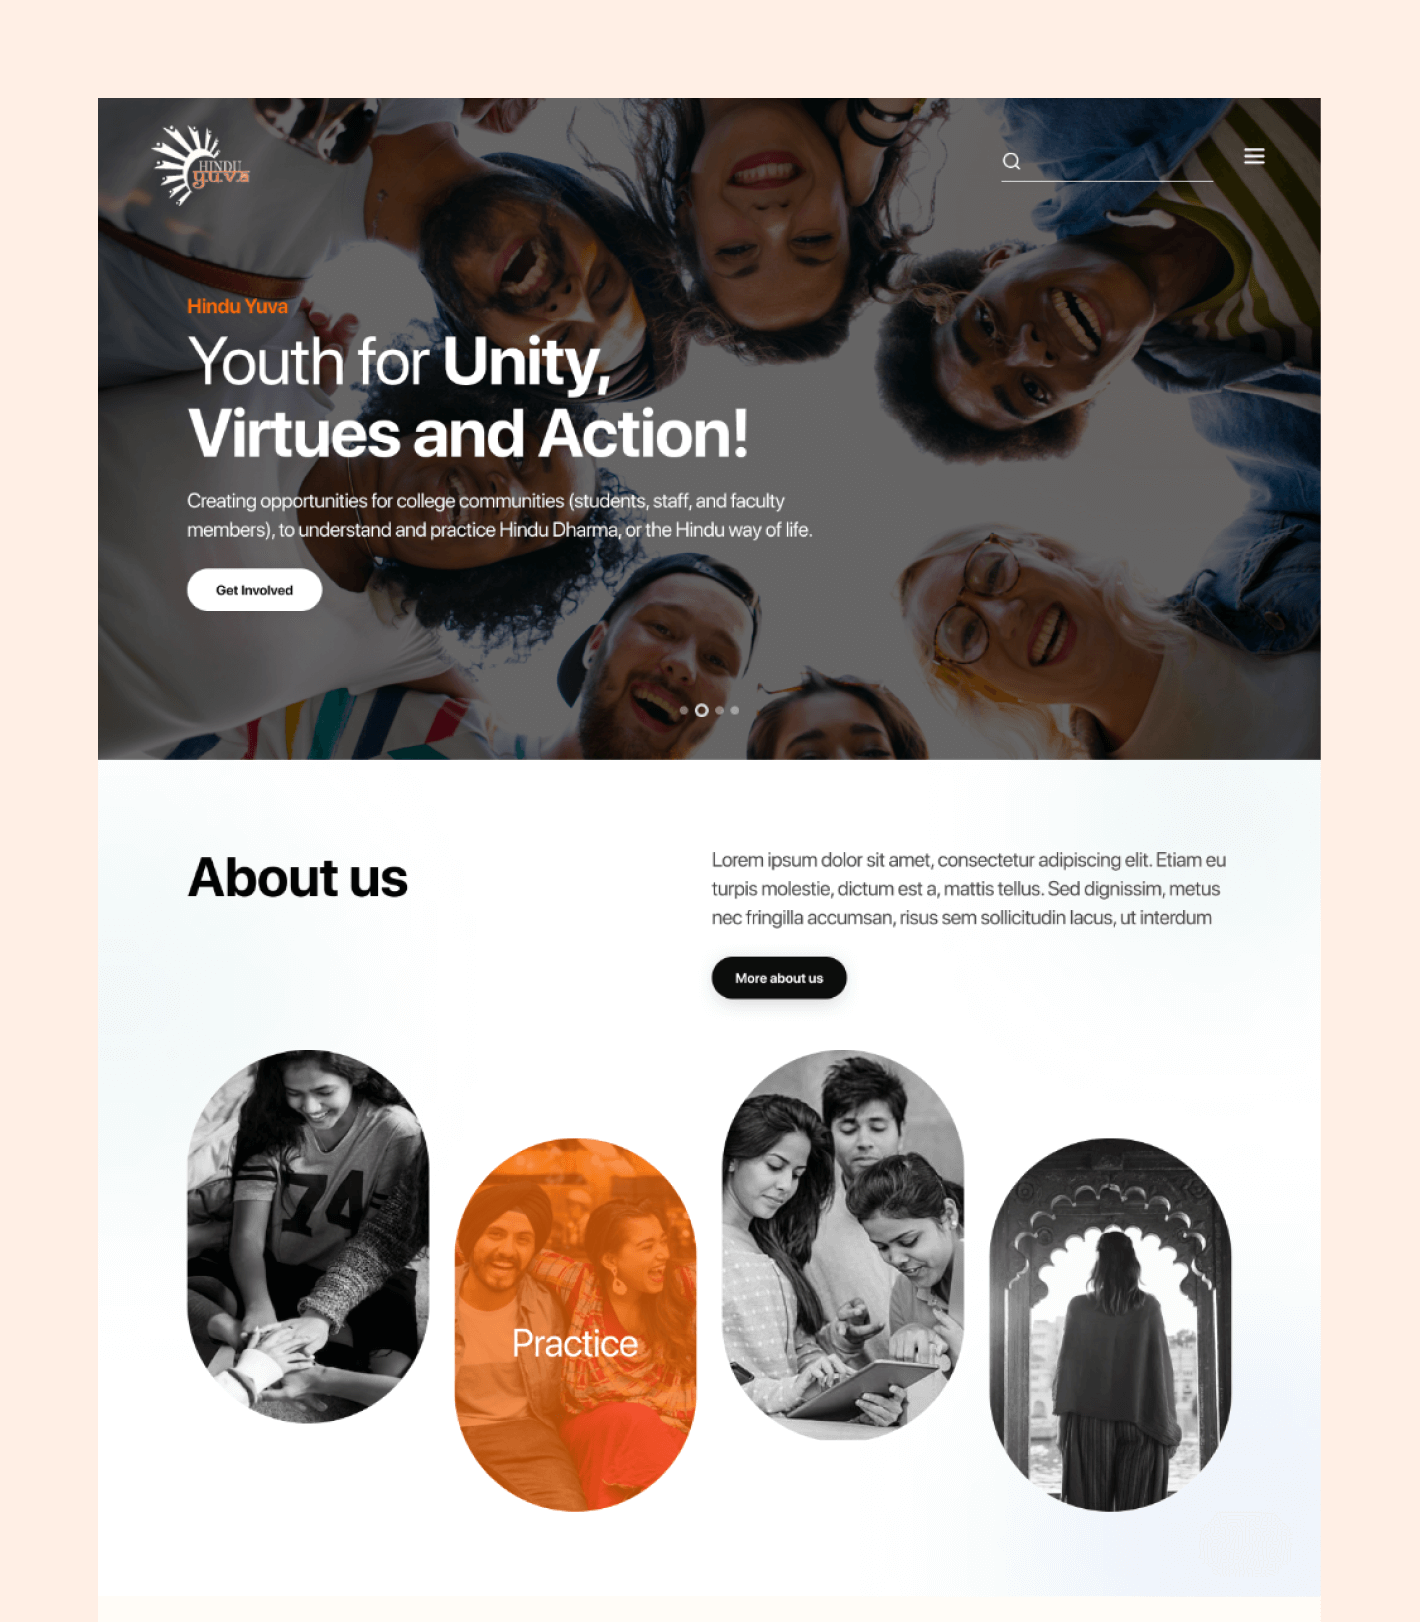 HINDU
y.u.v.a
Hindu Yuva
Youth for Unity,
Virtues and Action!
Creating opportunities for college communities (students, staff, and faculty
members), to understand and practice Hindu Dharma, or the Hindu way of life.
Get Involved
About us
Lorem ipsum dolor sit amet, consectetur adipiscing elit. Etiam eu
turpis molestie, dictum est a, mattis tellus. Sed dignissim, metus
nec fringilla accumsan, risus sem sollicitudin lacus, ut interdum
More about us
74
Practice